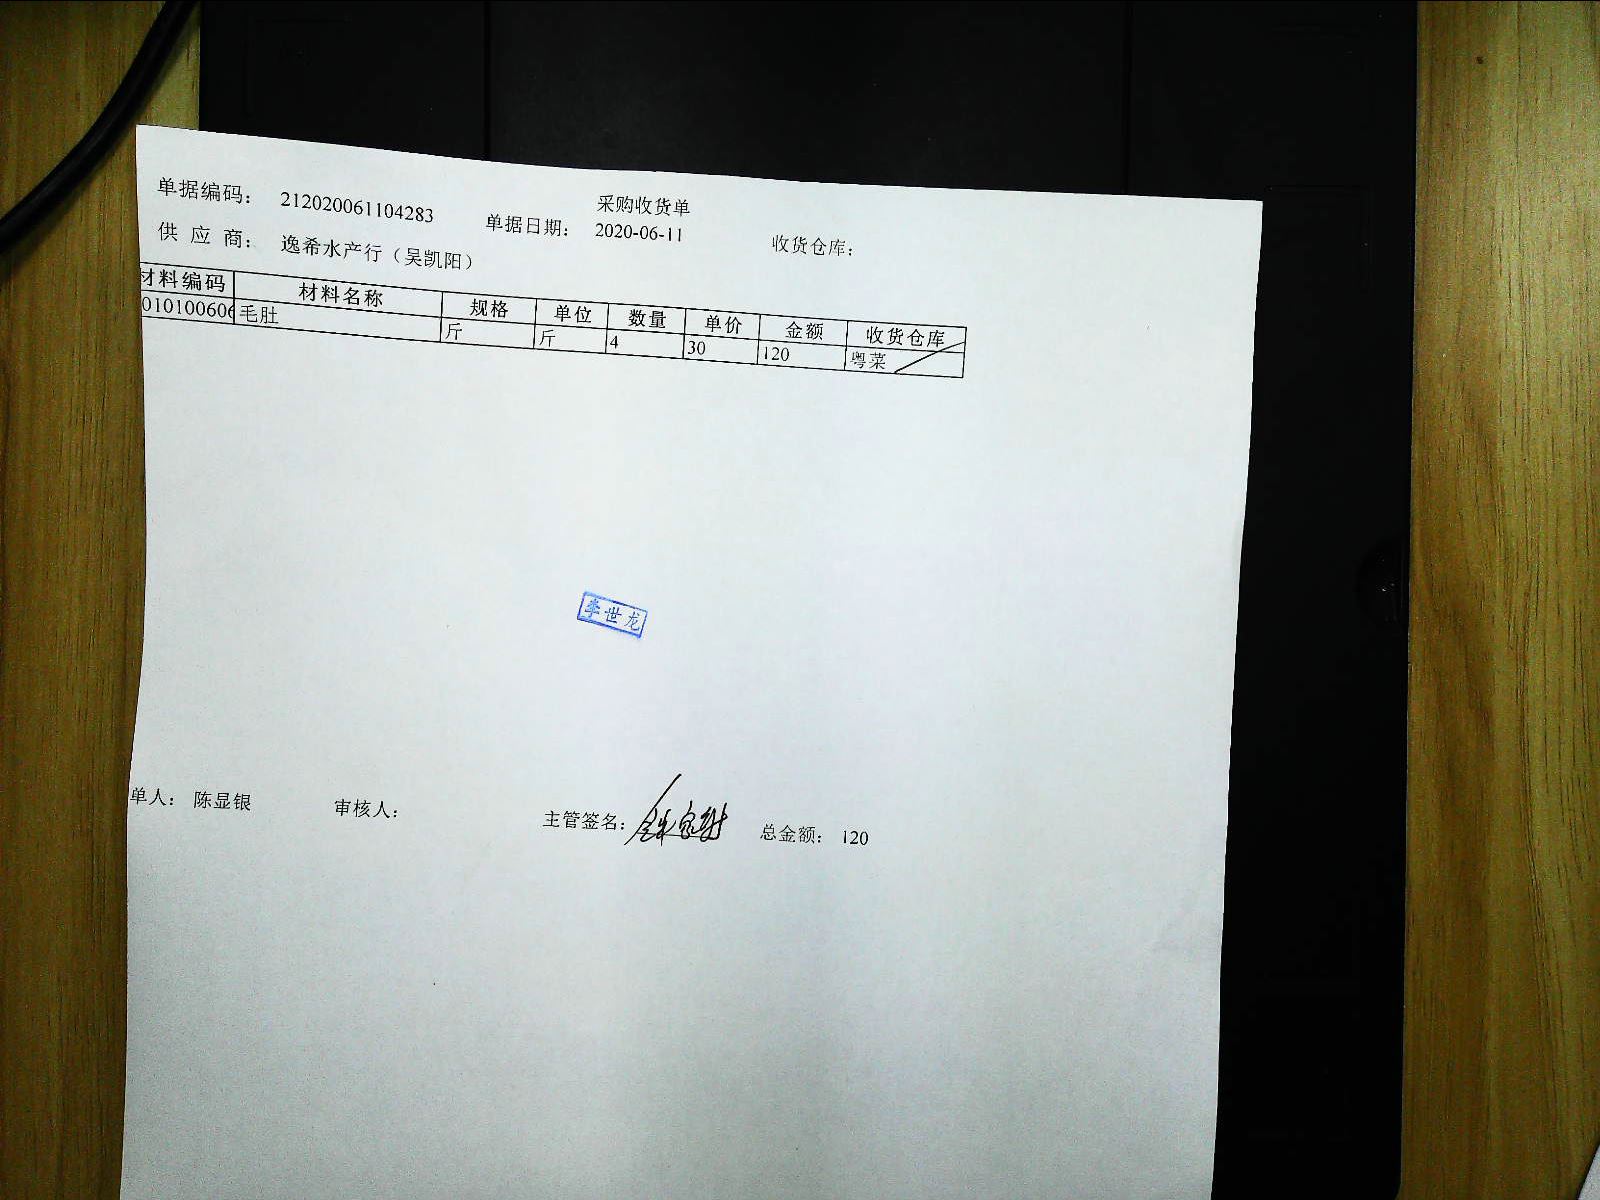 采购收货单
单据编码： 212020061104283 单据日期： 2020-06-11 收货仓库：
供 应 商： 逸希水产行（吴凯阳）
材料编码 材料名称 规格 单位 数量 单价 金额 收货仓库
010100606 毛肚 斤 斤 4 30 120 粤菜
李世龙
单人： 陈显银 审核人： 主管签名： 总金额： 120